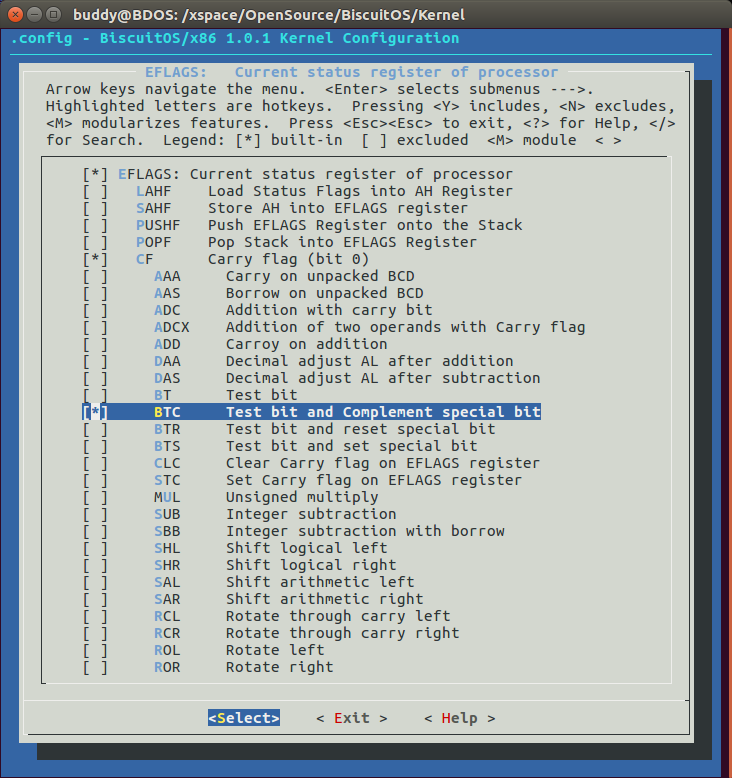 buddy@BDOS: /xspace/OpenSource/BiscuitOS/Kernel
.config - BiscuitOS/x86 1.0.1 Kernel Configuration
EFLAGS:   Current status register of processor
Arrow keys navigate the menu.  <Enter> selects submenus --->.
Highlighted letters are hotkeys.  Pressing <Y> includes, <N> excludes,
<M> modularizes features.  Press <Esc><Esc> to exit, <?> for Help, </>
for Search.  Legend: [*] built-in  [ ] excluded  <M> module  < >
[*] EFLAGS: Current status register of processor
[ ]   LAHF    Load Status Flags into AH Register
[ ]   SAHF    Store AH into EFLAGS register
[ ]   PUSHF   Push EFLAGS Register onto the Stack
[ ]   POPF    Pop Stack into EFLAGS Register
[*]   CF      Carry flag (bit 0)
[ ]     AAA     Carry on unpacked BCD
[ ]     AAS     Borrow on unpacked BCD
[ ]     ADC     Addition with carry bit
[ ]     ADCX    Addition of two operands with Carry flag
[ ]     ADD     Carroy on addition
[ ]     DAA     Decimal adjust AL after addition
[ ]     DAS     Decimal adjust AL after subtraction
[ ]     BT      Test bit
[*]     BTC     Test bit and Complement special bit
[ ]     BTR     Test bit and reset special bit
[ ]     BTS     Test bit and set special bit
[ ]     CLC     Clear Carry flag on EFLAGS register
[ ]     STC     Set Carry flag on EFLAGS register
[ ]     MUL     Unsigned multiply
[ ]     SUB     Integer subtraction
[ ]     SBB     Integer subtraction with borrow
[ ]     SHL     Shift logical left
[ ]     SHR     Shift logical right
[ ]     SAL     Shift arithmetic left
[ ]     SAR     Shift arithmetic right
[ ]     RCL     Rotate through carry left
[ ]     RCR     Rotate through carry right
[ ]     ROL     Rotate left
[ ]     ROR     Rotate right
<Select>    < Exit >    < Help >